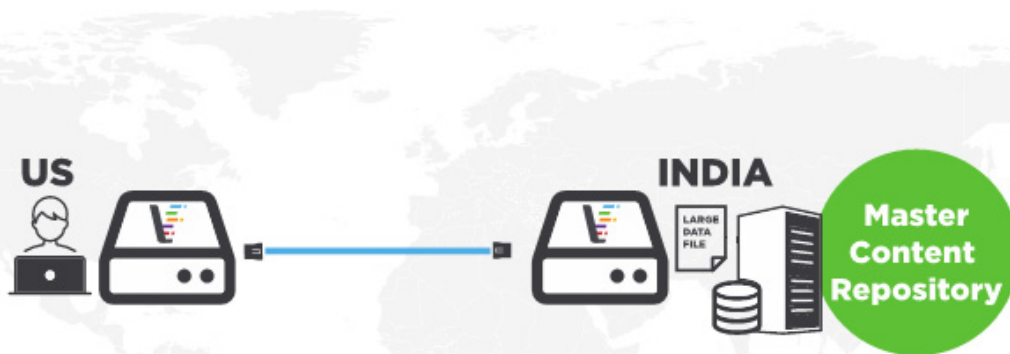 US
INDIA
LARGE
DATA
FILE
Master
Content
Repository